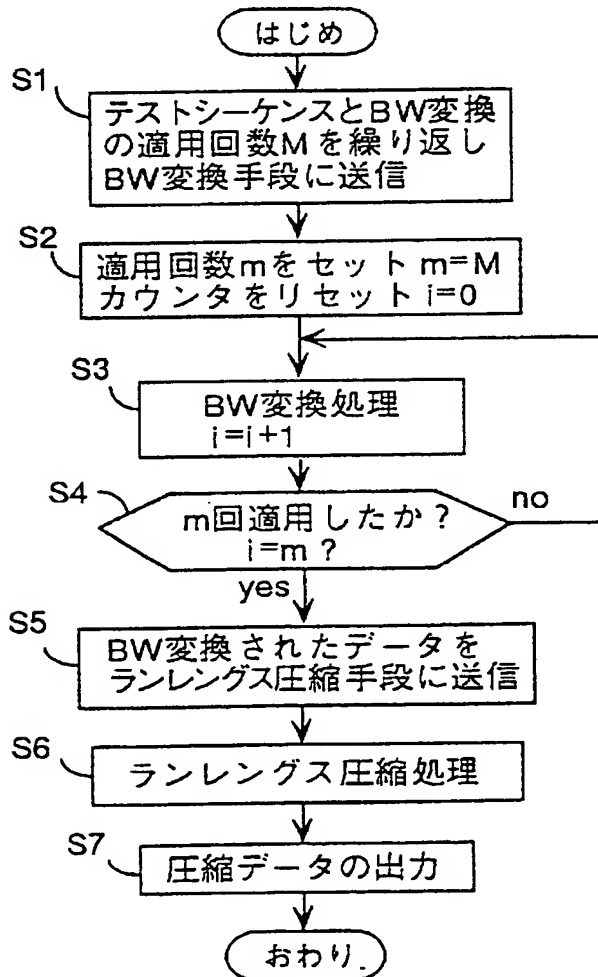 はじめ
S1
テストシーケンスとBW変換
の適用回数Mを繰り返し
BW変換手段に送信
S2
適用回数mをセット m=M
カウンタをリセット i=0
S3
BW変換処理
i=i+1
S4
m回適用したか?
i=m?
no
yes
S5
BW変換されたデータを
ランレングス圧縮手段に送信
S6
ランレングス圧縮処理
S7
圧縮データの出力
おわり